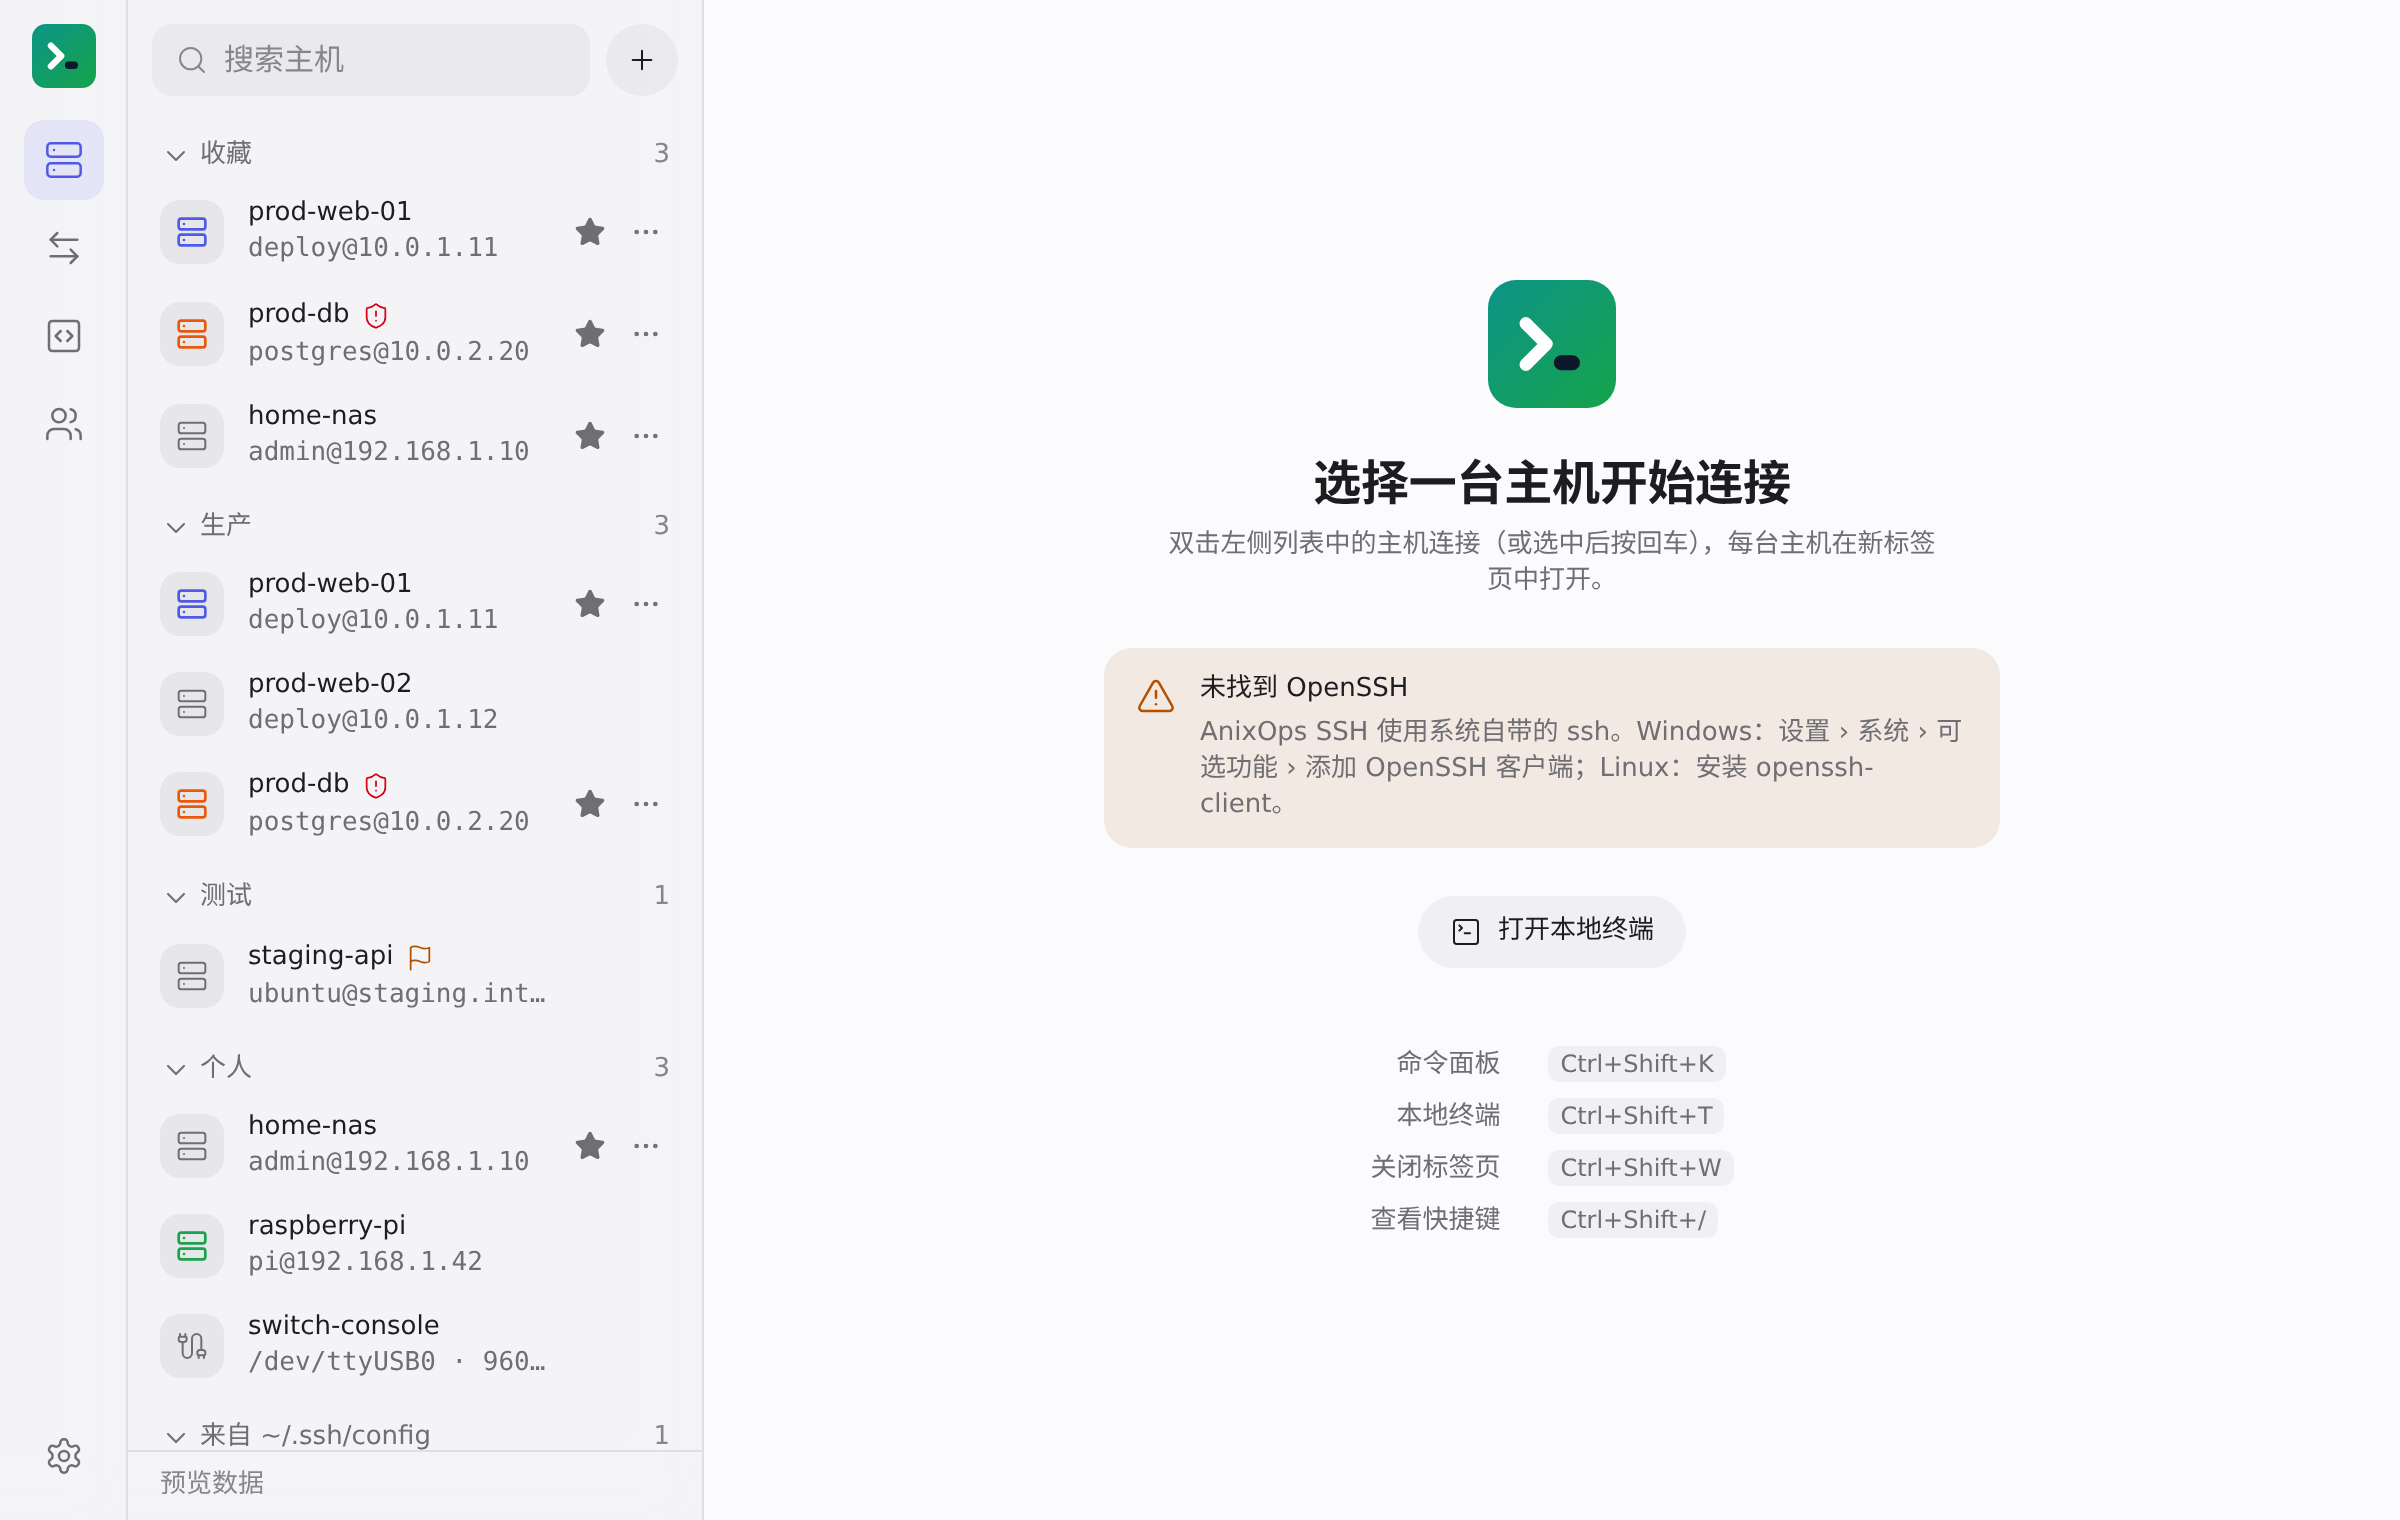 搜索主机
收藏 3
prod-web-01
deploy@10.0.1.11
prod-db
postgres@10.0.2.20
home-nas
admin@192.168.1.10
生产 3
prod-web-01
deploy@10.0.1.11
prod-web-02
deploy@10.0.1.12
prod-db
postgres@10.0.2.20
测试 1
staging-api
ubuntu@staging.int…
个人 3
home-nas
admin@192.168.1.10
raspberry-pi
pi@192.168.1.42
switch-console
/dev/ttyUSB0 · 960…
来自 ~/.ssh/config 1
预览数据
选择一台主机开始连接
双击左侧列表中的主机连接（或选中后按回车），每台主机在新标签
页中打开。
未找到 OpenSSH
AnixOps SSH 使用系统自带的 ssh。Windows：设置 › 系统 › 可
选功能 › 添加 OpenSSH 客户端；Linux：安装 openssh-
client。
打开本地终端
命令面板 Ctrl+Shift+K
本地终端 Ctrl+Shift+T
关闭标签页 Ctrl+Shift+W
查看快捷键 Ctrl+Shift+/